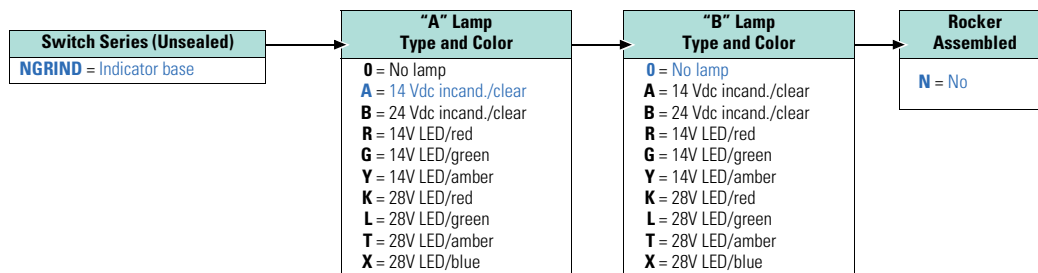 Switch Series (Unsealed)
NGRIND = Indicator base
“A” Lamp
Type and Color
0 = No lamp
A = 14 Vdc incand./clear
B = 24 Vdc incand./clear
R = 14V LED/red
G = 14V LED/green
Y = 14V LED/amber
K = 28V LED/red
L = 28V LED/green
T = 28V LED/amber
X = 28V LED/blue
“B” Lamp
Type and Color
0 = No lamp
A = 14 Vdc incand./clear
B = 24 Vdc incand./clear
R = 14V LED/red
G = 14V LED/green
Y = 14V LED/amber
K = 28V LED/red
L = 28V LED/green
T = 28V LED/amber
X = 28V LED/blue
Rocker
Assembled
N = No